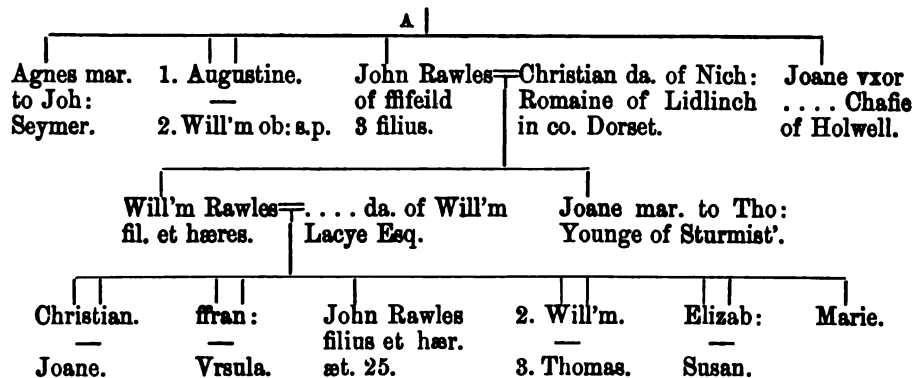 A
Agnes mar. to Joh: Seymer.
1. Augustine.
—
2. Will'm ob: s.p.
John Rawles of ffifeild 3 filius.
Christian da. of Nich: Romaine of Lidlinch in co. Dorset.
Joane vxor .... Chafie of Holwell.
Will'm Rawles fil. et hæres.
.... da. of Will'm Lacye Esq.
Joane mar. to Tho: Younge of Sturmist'.
Christian.
—
Joane.
ffran:
—
Vrsula.
John Rawles filius et hær. æt. 25.
2. Will'm.
—
3. Thomas.
Elizab:
—
Susan.
Marie.